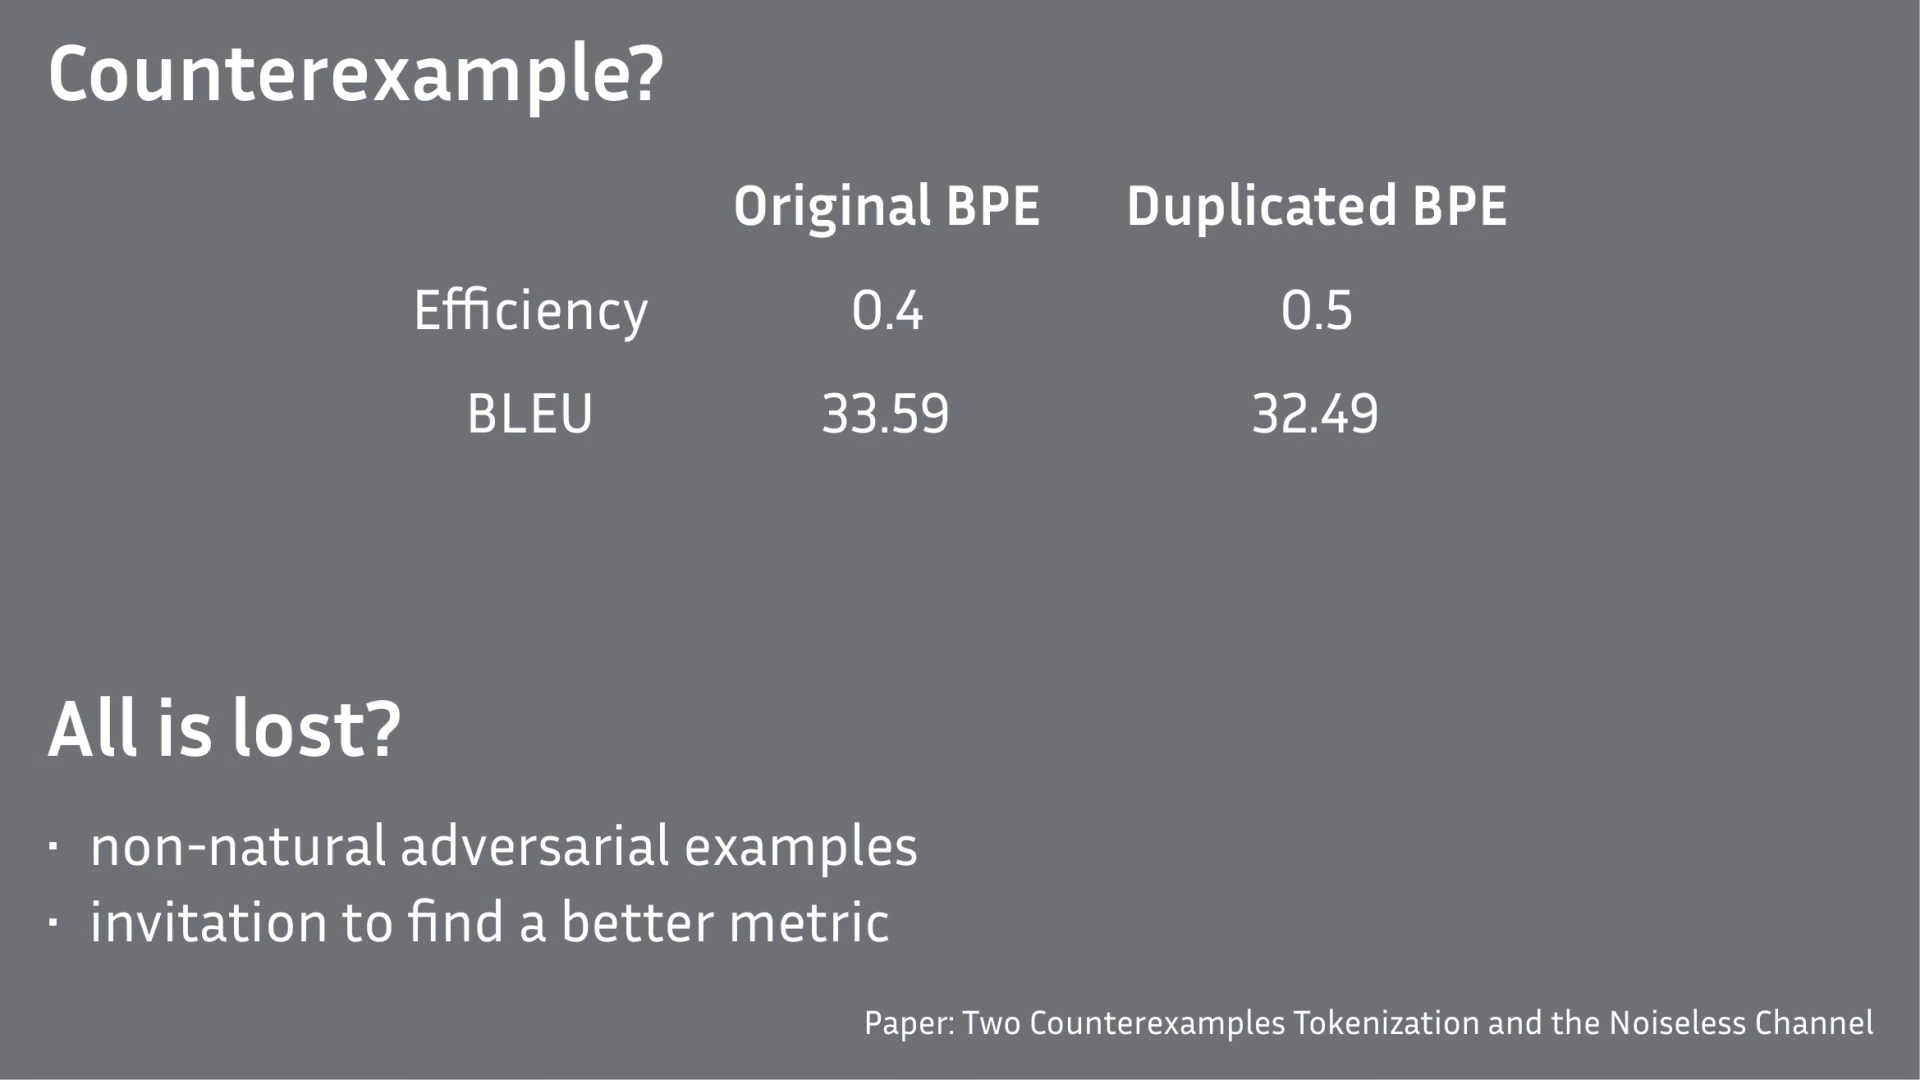 Counterexample?
Original BPE Duplicated BPE
Efficiency 0.4 0.5
BLEU 33.59 32.49
All is lost?
· non-natural adversarial examples
· invitation to find a better metric
Paper: Two Counterexamples Tokenization and the Noiseless Channel